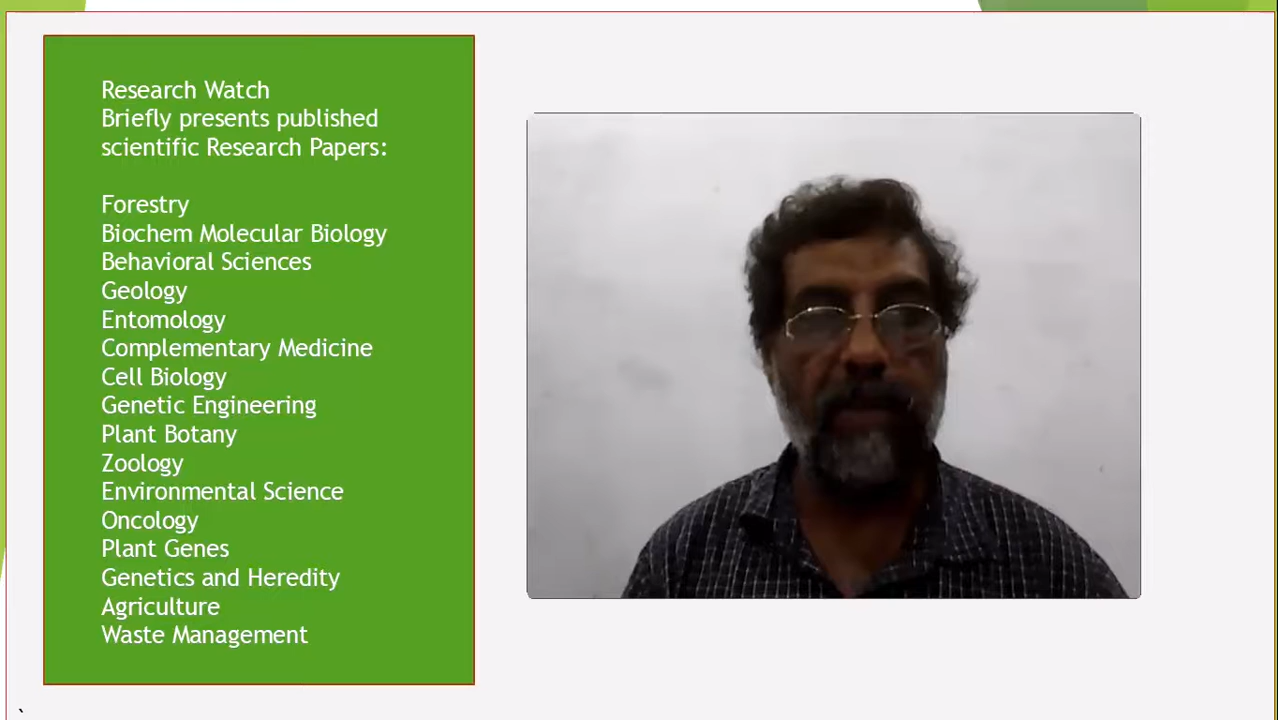 Research Watch
Briefly presents published
scientific Research Papers:
Forestry
Biochem Molecular Biology
Behavioral Sciences
Geology
Entomology
Complementary Medicine
Cell Biology
Genetic Engineering
Plant Botany
Zoology
Environmental Science
Oncology
Plant Genes
Genetics and Heredity
Agriculture
Waste Management
`